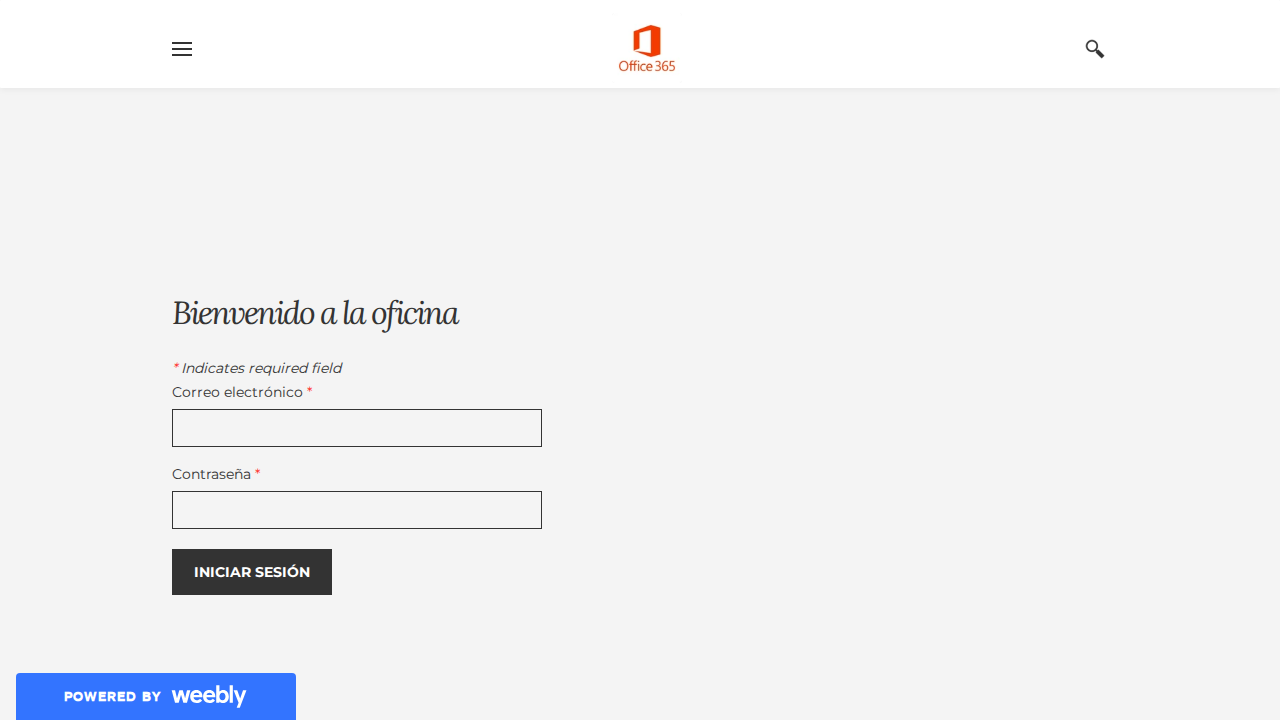 Office 365
Bienvenido a la oficina
* Indicates required field
Correo electrónico *
Contraseña *
INICIAR SESIÓN
POWERED BY weebly